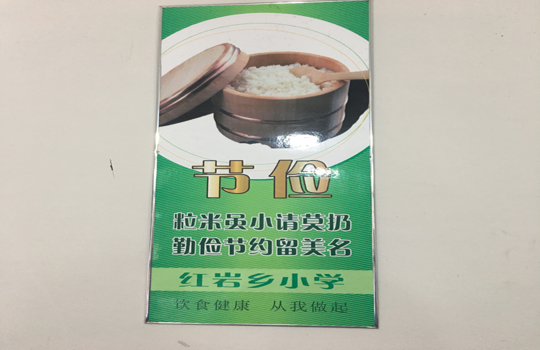 节俭
粒米虽小请莫扔
勤俭节约留美名
红岩乡小学
饮食健康 从我做起